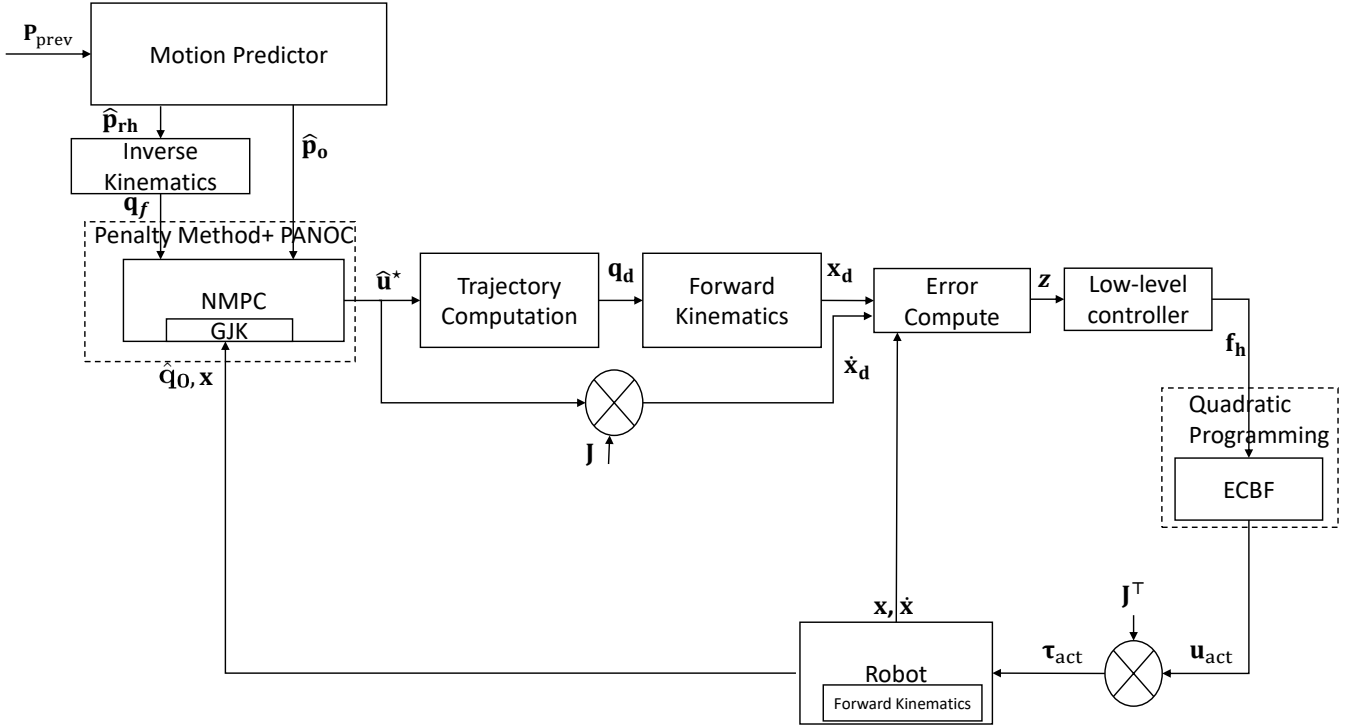 P_prev
Motion Predictor
p̂_rh
p̂_o
Inverse
Kinematics
q_f
Penalty Method+ PANOC
NMPC
GJK
û*
Trajectory
Computation
q_d
Forward
Kinematics
x_d
Error
Compute
z
Low-level
controller
f_h
ẋ_d
q̂_0, x
J
Quadratic
Programming
ECBF
x, ẋ
J^⊤
Robot
Forward Kinematics
τ_act
u_act